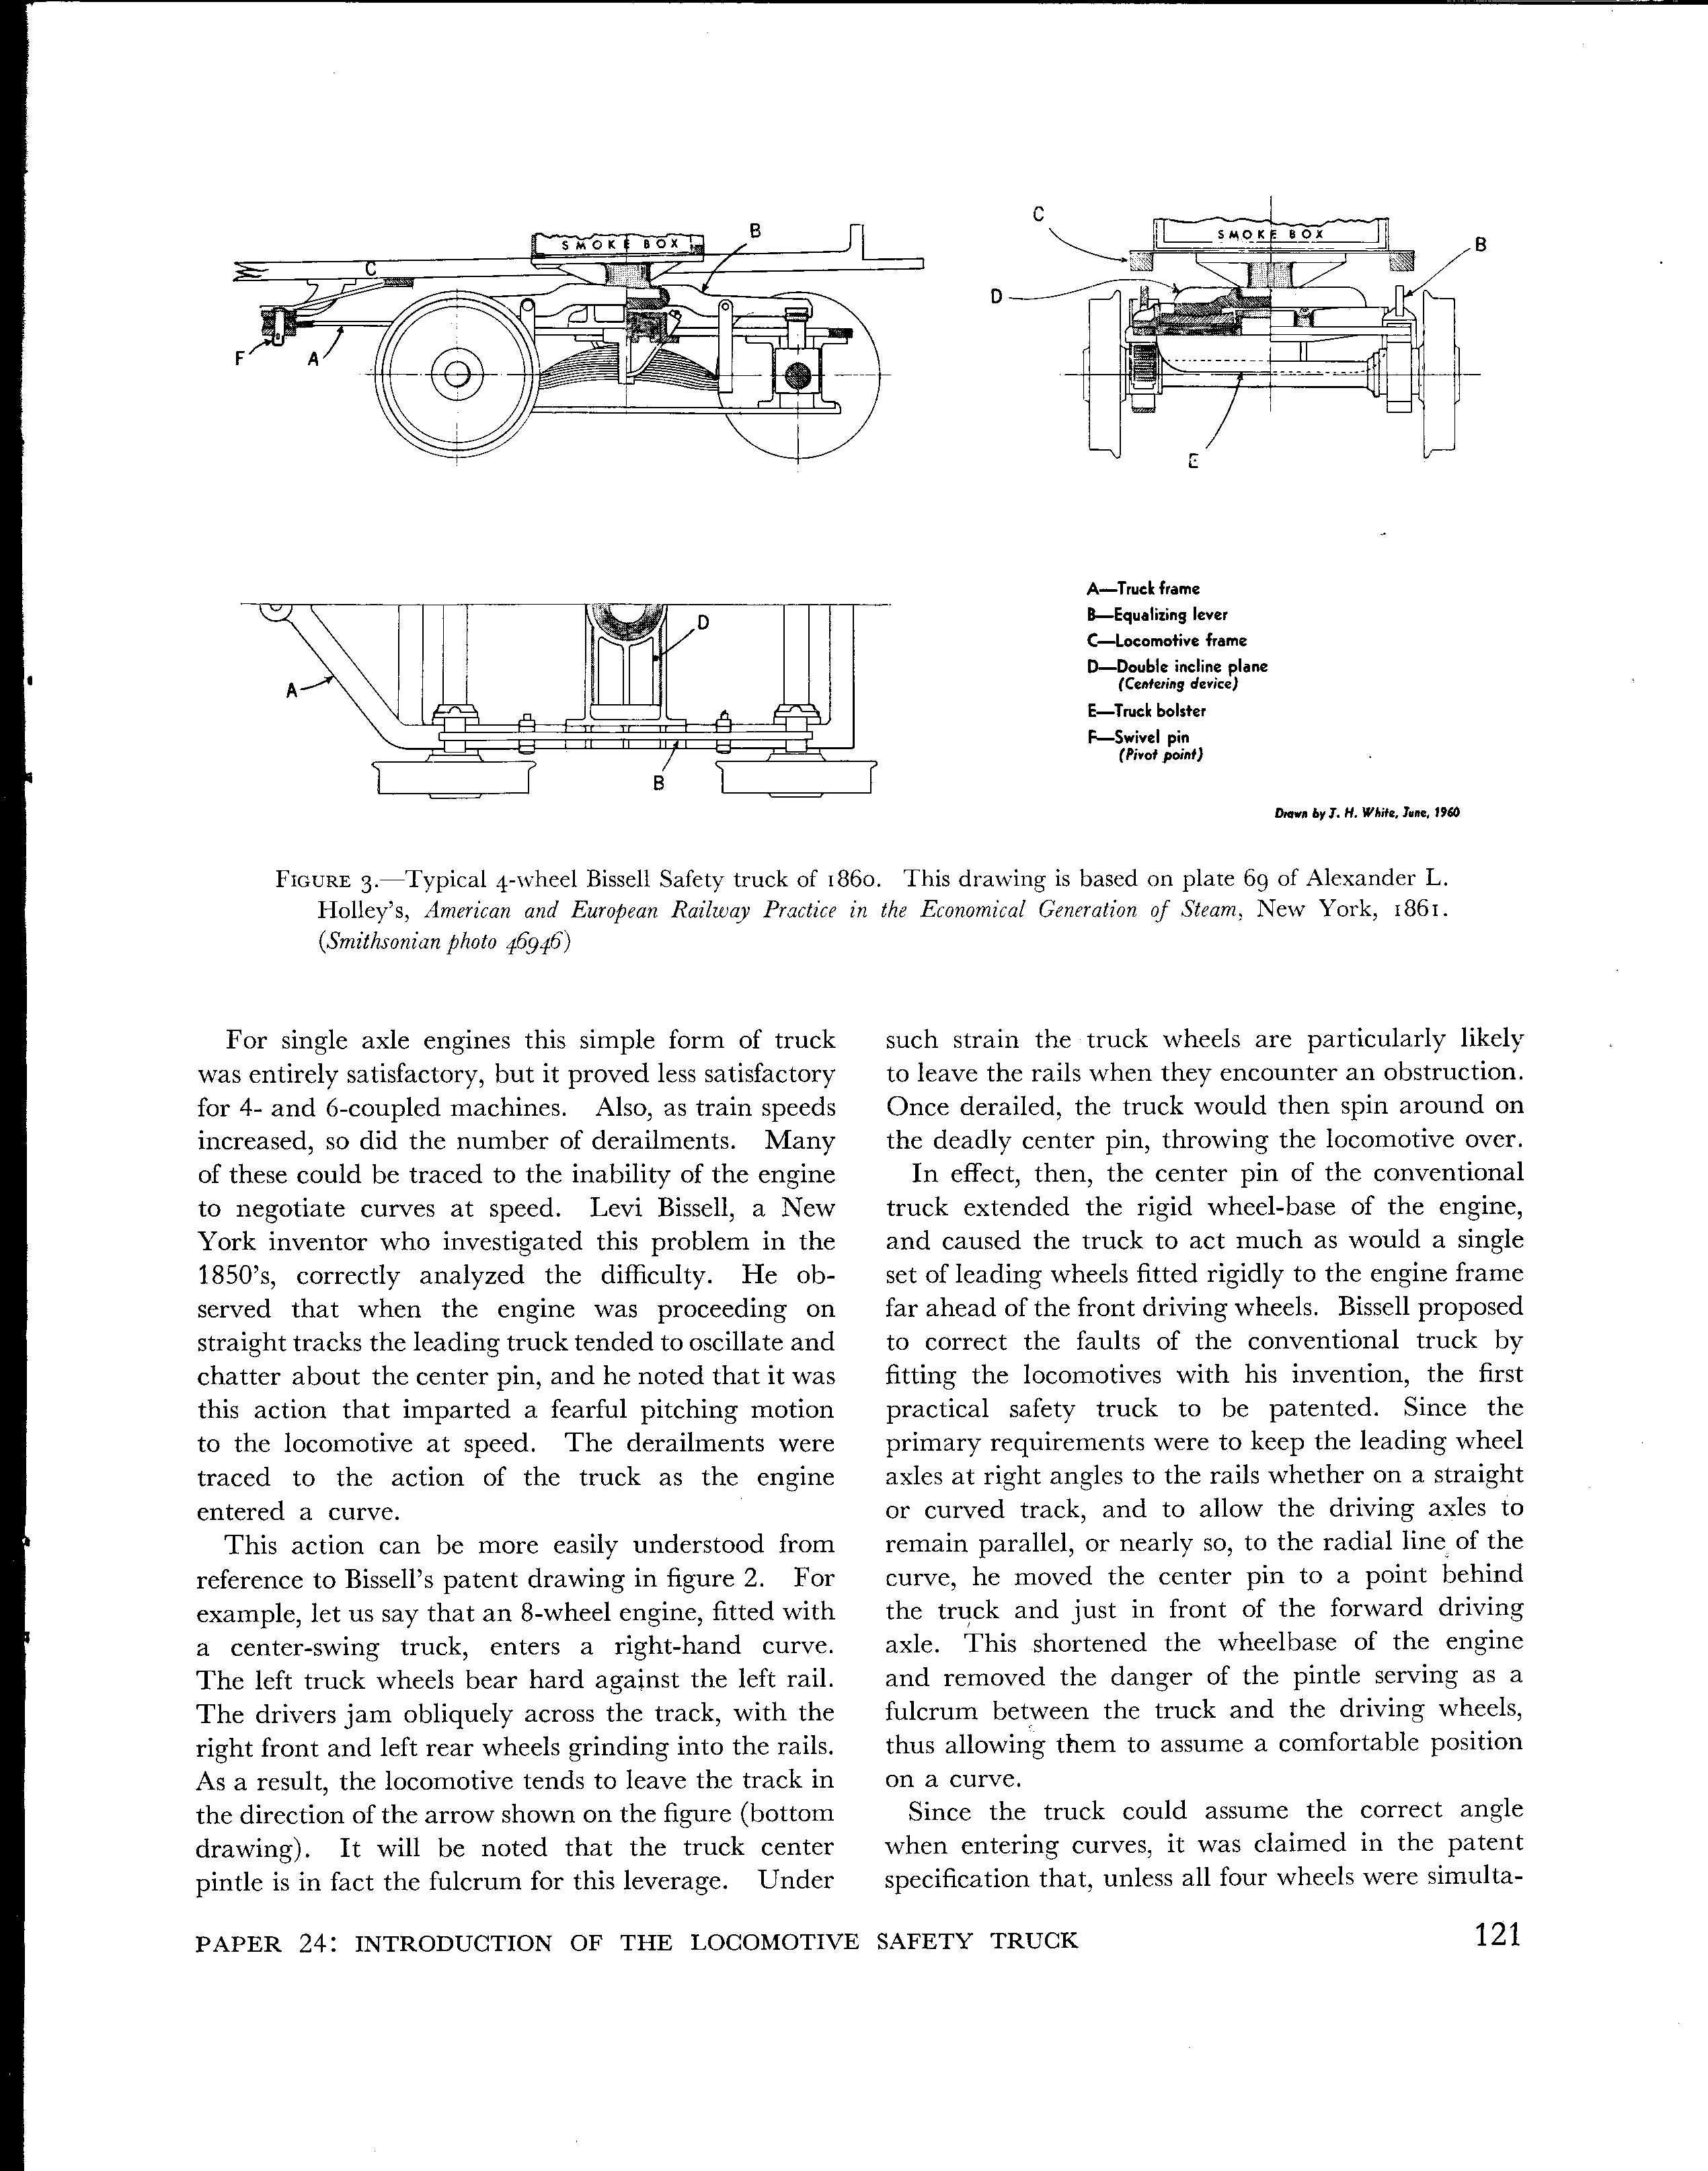 SMOKE BOX
B
C
F
A
SMOKE BOX
C
B
D
E
D
A
B
A—Truck frame
B—Equalizing lever
C—Locomotive frame
D—Double incline plane
(Centering device)
E—Truck bolster
F—Swivel pin
(Pivot point)
Drawn by J. H. White, June, 1960
FIGURE 3.—Typical 4-wheel Bissell Safety truck of 1860. This drawing is based on plate 69 of Alexander L.
Holley's, American and European Railway Practice in the Economical Generation of Steam, New York, 1861.
(Smithsonian photo 46946)
For single axle engines this simple form of truck
was entirely satisfactory, but it proved less satisfactory
for 4- and 6-coupled machines. Also, as train speeds
increased, so did the number of derailments. Many
of these could be traced to the inability of the engine
to negotiate curves at speed. Levi Bissell, a New
York inventor who investigated this problem in the
1850's, correctly analyzed the difficulty. He ob-
served that when the engine was proceeding on
straight tracks the leading truck tended to oscillate and
chatter about the center pin, and he noted that it was
this action that imparted a fearful pitching motion
to the locomotive at speed. The derailments were
traced to the action of the truck as the engine
entered a curve.
This action can be more easily understood from
reference to Bissell's patent drawing in figure 2. For
example, let us say that an 8-wheel engine, fitted with
a center-swing truck, enters a right-hand curve.
The left truck wheels bear hard against the left rail.
The drivers jam obliquely across the track, with the
right front and left rear wheels grinding into the rails.
As a result, the locomotive tends to leave the track in
the direction of the arrow shown on the figure (bottom
drawing). It will be noted that the truck center
pintle is in fact the fulcrum for this leverage. Under
such strain the truck wheels are particularly likely
to leave the rails when they encounter an obstruction.
Once derailed, the truck would then spin around on
the deadly center pin, throwing the locomotive over.
In effect, then, the center pin of the conventional
truck extended the rigid wheel-base of the engine,
and caused the truck to act much as would a single
set of leading wheels fitted rigidly to the engine frame
far ahead of the front driving wheels. Bissell proposed
to correct the faults of the conventional truck by
fitting the locomotives with his invention, the first
practical safety truck to be patented. Since the
primary requirements were to keep the leading wheel
axles at right angles to the rails whether on a straight
or curved track, and to allow the driving axles to
remain parallel, or nearly so, to the radial line of the
curve, he moved the center pin to a point behind
the truck and just in front of the forward driving
axle. This shortened the wheelbase of the engine
and removed the danger of the pintle serving as a
fulcrum between the truck and the driving wheels,
thus allowing them to assume a comfortable position
on a curve.
Since the truck could assume the correct angle
when entering curves, it was claimed in the patent
specification that, unless all four wheels were simulta-
PAPER 24: INTRODUCTION OF THE LOCOMOTIVE SAFETY TRUCK
121